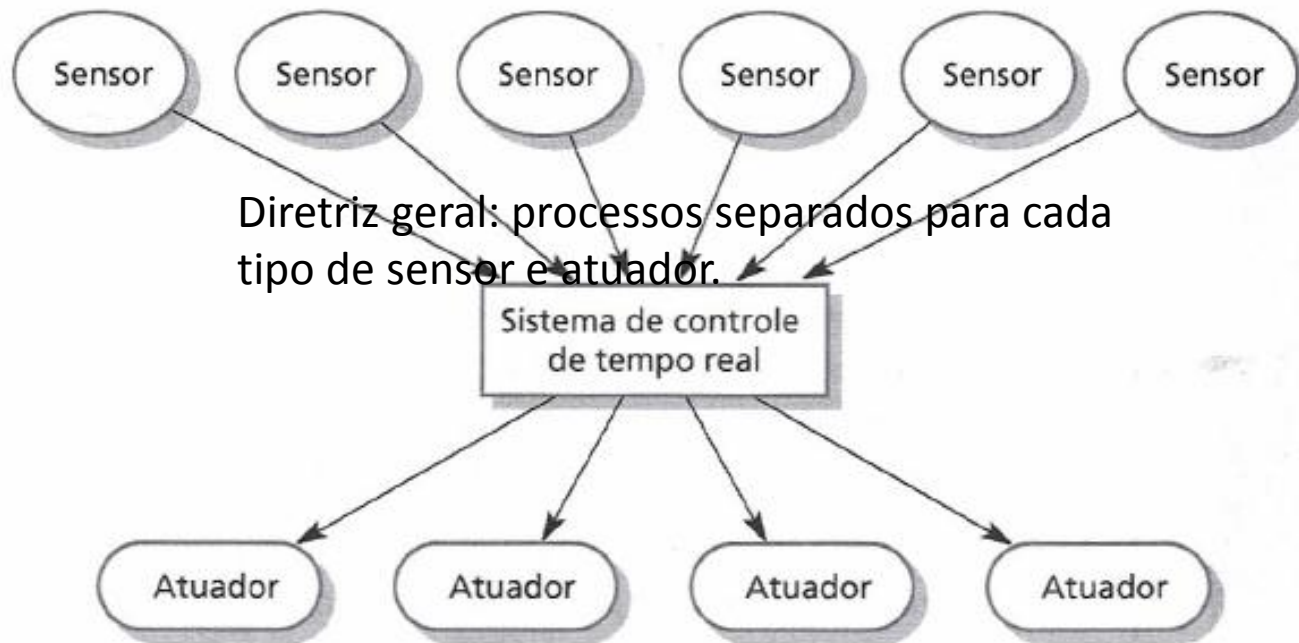 Sensor
Sensor
Sensor
Sensor
Sensor
Sensor
Diretriz geral: processos separados para cada
tipo de sensor e atuador.
Sistema de controle
de tempo real
Atuador
Atuador
Atuador
Atuador